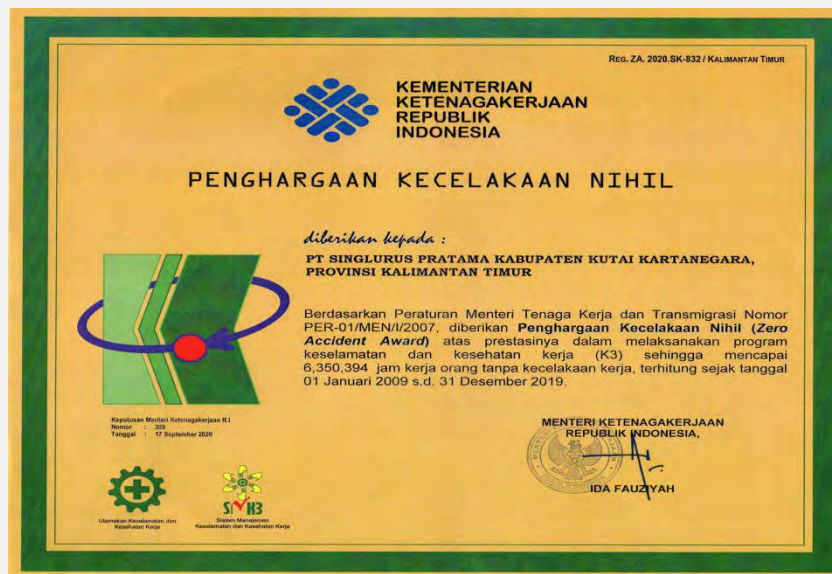 REG. ZA. 2020.SK-832 / KALIMANTAN TIMUR
KEMENTERIAN
KETENAGAKERJAAN
REPUBLIK
INDONESIA
PENGHARGAAN KECELAKAAN NIHIL
diberikan kepada :
PT SINGLURUS PRATAMA KABUPATEN KUTAI KARTANEGARA,
PROVINSI KALIMANTAN TIMUR
Berdasarkan Peraturan Menteri Tenaga Kerja dan Transmigrasi Nomor
PER-01/MEN/I/2007, diberikan Penghargaan Kecelakaan Nihil (Zero
Accident Award) atas prestasinya dalam melaksanakan program
keselamatan dan kesehatan kerja (K3) sehingga mencapai
6,350,394 jam kerja orang tanpa kecelakaan kerja, terhitung sejak tanggal
01 Januari 2009 s.d. 31 Desember 2019.
Keputusan Menteri Ketenagakerjaan R.I
Nomor : 309
Tanggal : 17 September 2020
MENTERI KETENAGAKERJAAN
REPUBLIK INDONESIA,
IDA FAUZIYAH
Utamakan Keselamatan dan
Kesehatan Kerja
SMK3
Sistem Manajemen
Keselamatan dan Kesehatan Kerja